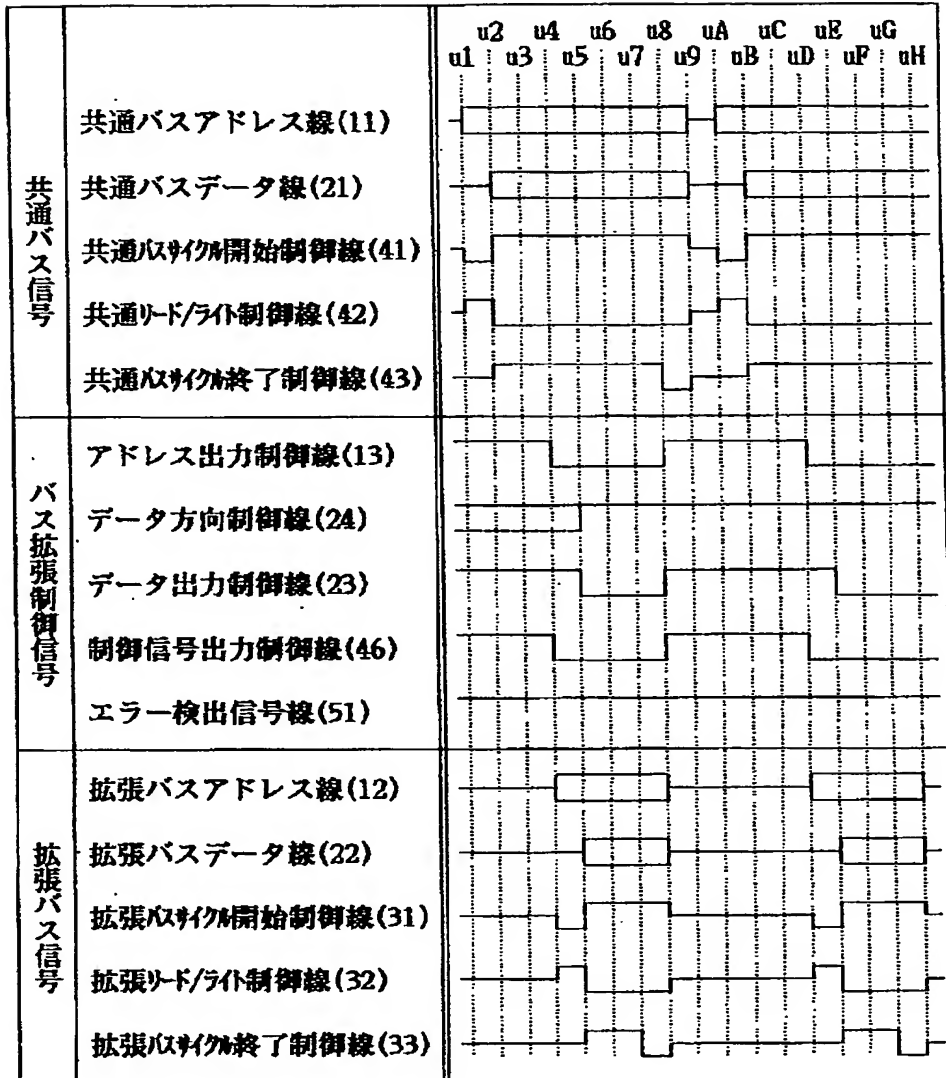 u2 u4 u6 u8 uA uC uE uG
u1 u3 u5 u7 u9 uB uD uF uH
共通バス信号
共通バスアドレス線(11)
共通バスデータ線(21)
共通バスサイクル開始制御線(41)
共通リード/ライト制御線(42)
共通バスサイクル終了制御線(43)
バス拡張制御信号
アドレス出力制御線(13)
データ方向制御線(24)
データ出力制御線(23)
制御信号出力制御線(46)
エラー検出信号線(51)
拡張バス信号
拡張バスアドレス線(12)
拡張バスデータ線(22)
拡張バスサイクル開始制御線(31)
拡張リード/ライト制御線(32)
拡張バスサイクル終了制御線(33)